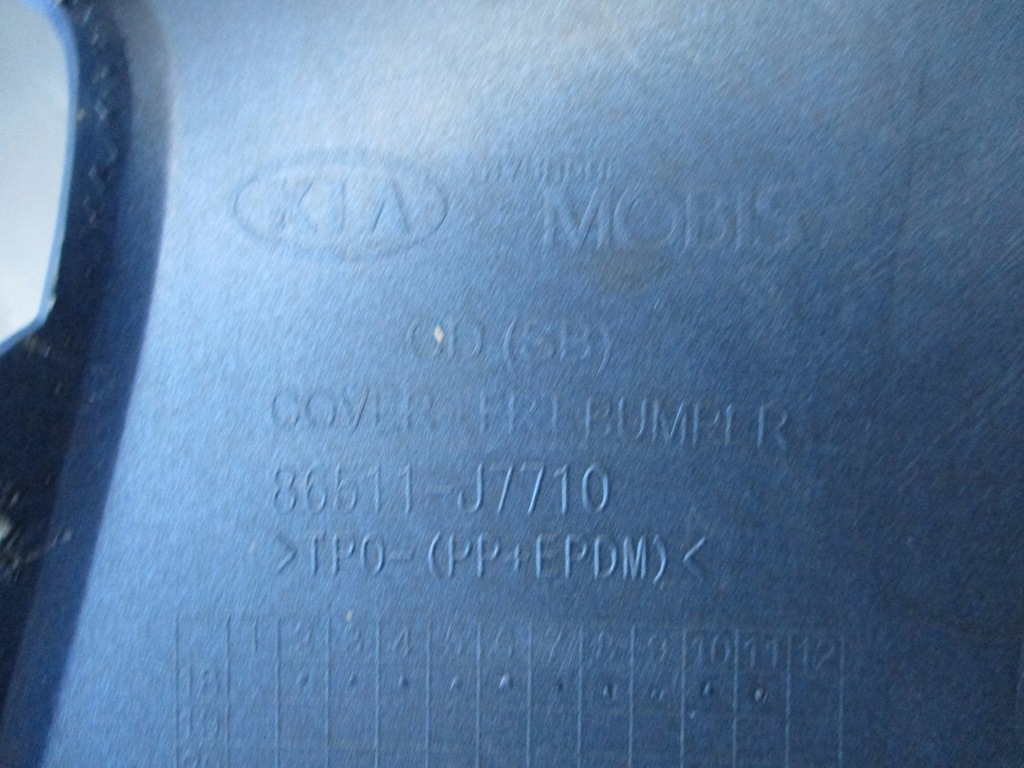 KIA MOBIS
CD (SB)
COVER-FRT BUMPER
86511-J7710
>TPO-(PP+EPDM)<
1 2 3 4 5 6 7 8 9 10 11 12
18
19